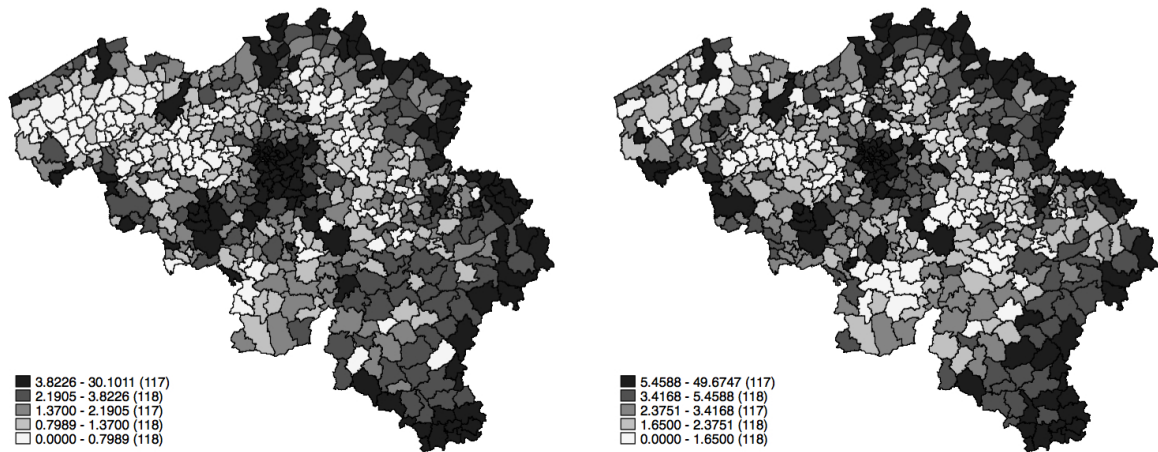 3.8226 - 30.1011 (117)
2.1905 - 3.8226 (118)
1.3700 - 2.1905 (117)
0.7989 - 1.3700 (118)
0.0000 - 0.7989 (118)
5.4588 - 49.6747 (117)
3.4168 - 5.4588 (118)
2.3751 - 3.4168 (117)
1.6500 - 2.3751 (118)
0.0000 - 1.6500 (118)